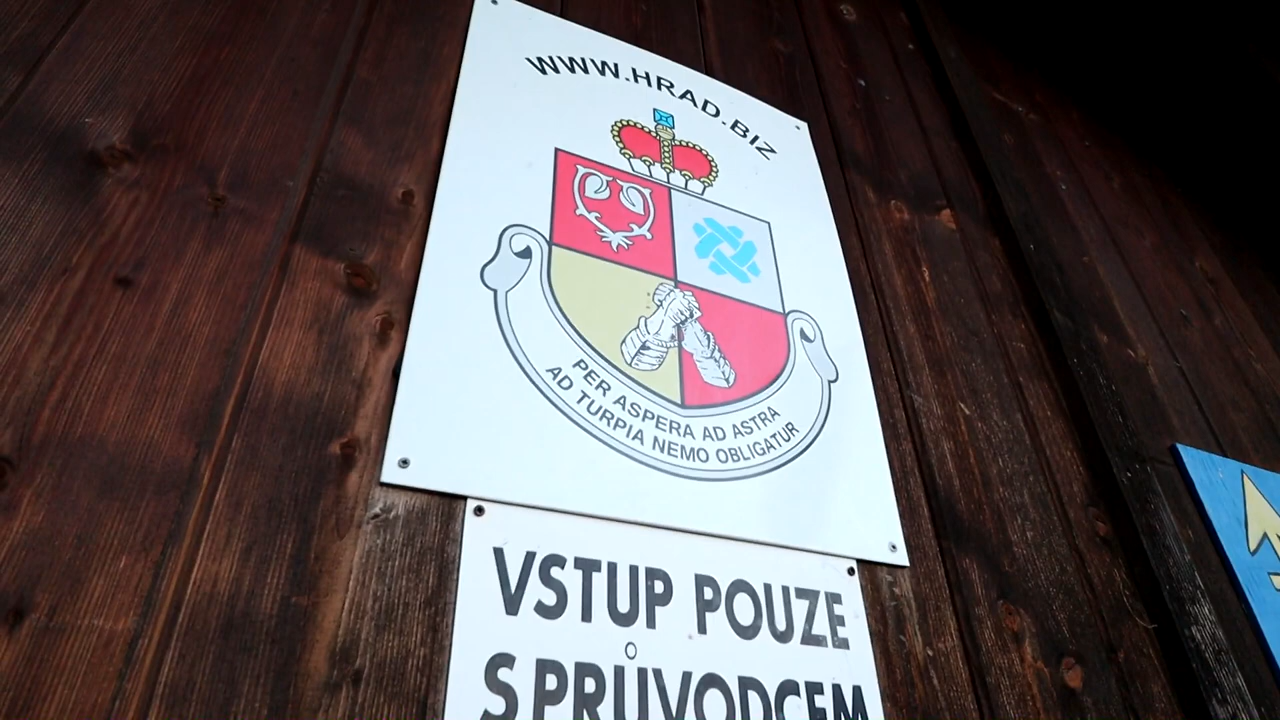 WWW.HRAD.BIZ
PER ASPERA AD ASTRA
AD TURPIA NEMO OBLIGATUR
VSTUP POUZE
S PRŮVODCEM